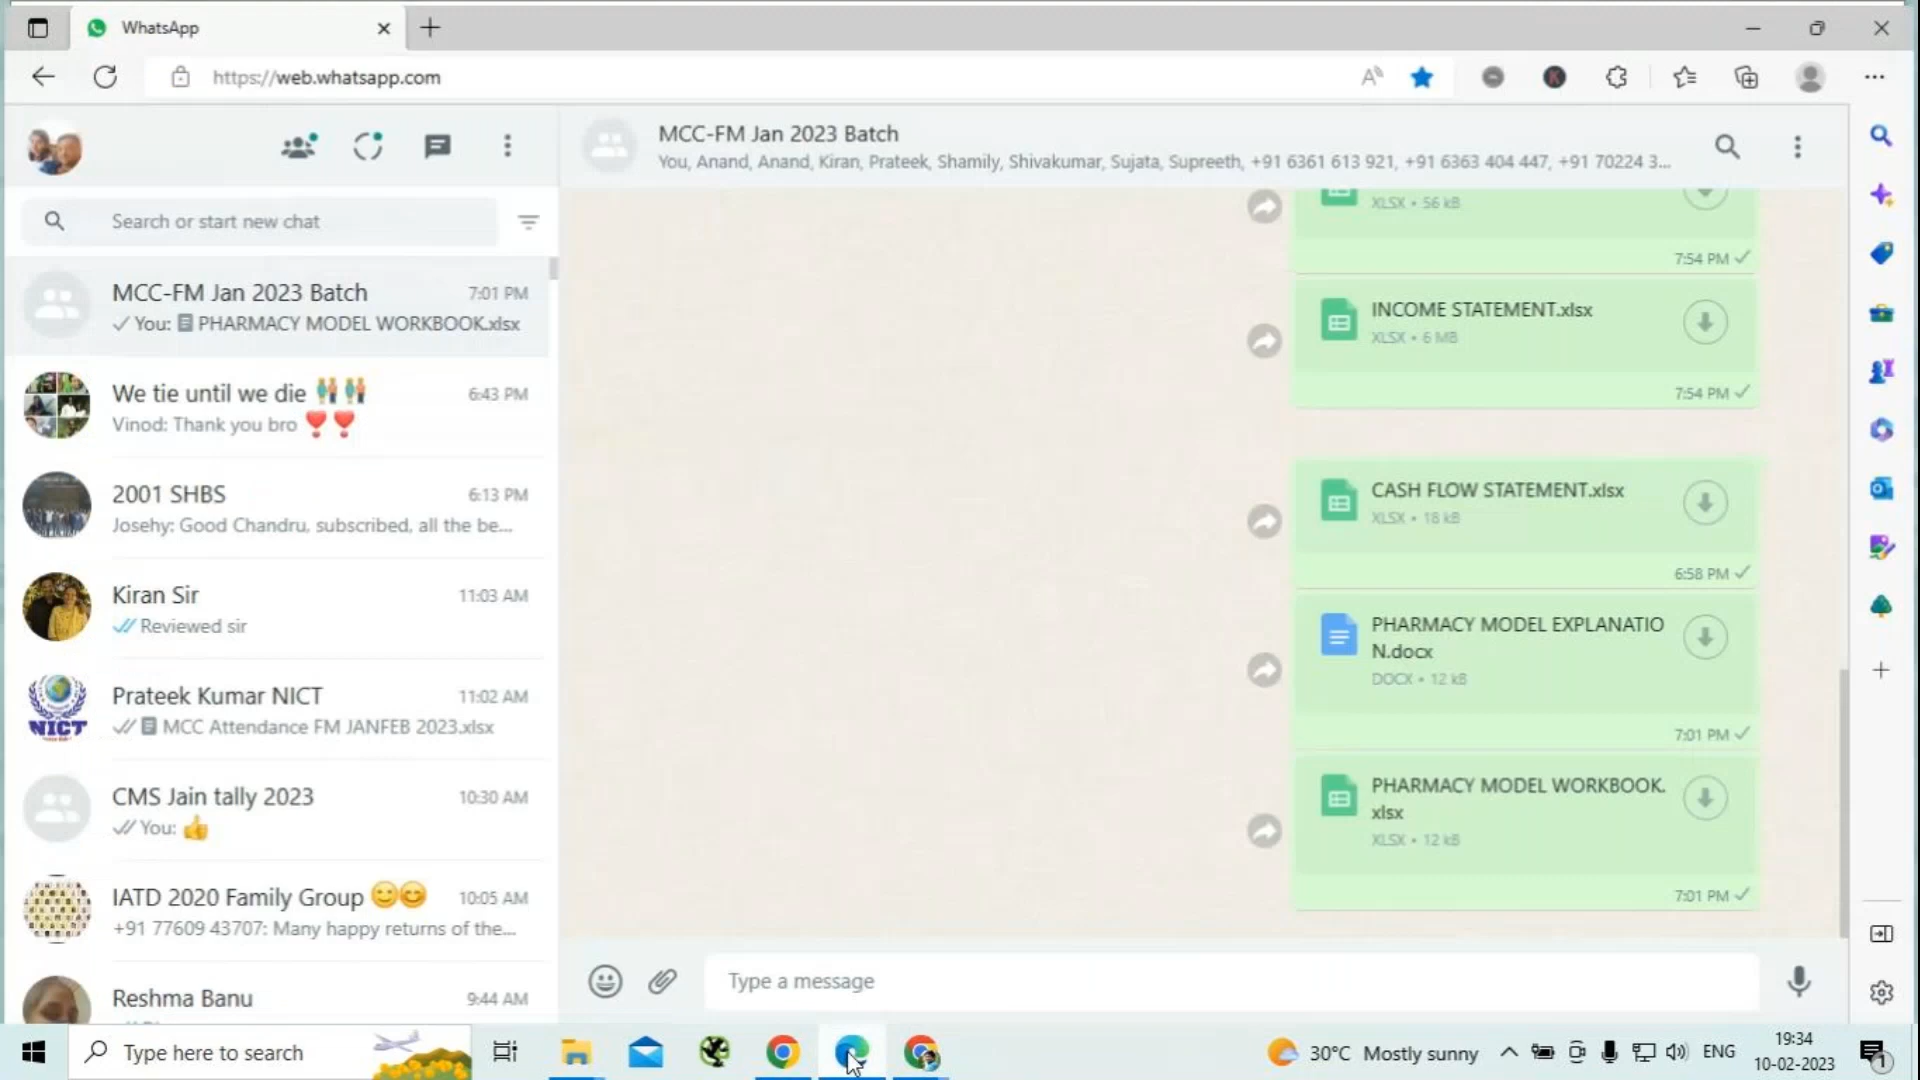 WhatsApp
https://web.whatsapp.com
MCC-FM Jan 2023 Batch
You, Anand, Anand, Kiran, Prateek, Shamily, Shivakumar, Sujata, Supreeth, +91 6361 613 921, +91 6363 404 447, +91 70224 3...
Search or start new chat
MCC-FM Jan 2023 Batch
7:01 PM
You: PHARMACY MODEL WORKBOOK.xlsx
We tie until we die
6:43 PM
Vinod: Thank you bro
2001 SHBS
6:13 PM
Josehy: Good Chandru, subscribed, all the be...
Kiran Sir
11:03 AM
Reviewed sir
NICT
Prateek Kumar NICT
11:02 AM
MCC Attendance FM JANFEB 2023.xlsx
CMS Jain tally 2023
10:30 AM
You: 👍
IATD 2020 Family Group 🙂😊
10:05 AM
+91 77609 43707: Many happy returns of the...
Reshma Banu
9:44 AM
XLSX • 56 kB
7:54 PM
INCOME STATEMENT.xlsx
XLSX • 6 MB
7:54 PM
CASH FLOW STATEMENT.xlsx
XLSX • 18 kB
6:58 PM
PHARMACY MODEL EXPLANATIO
N.docx
DOCX • 12 kB
7:01 PM
PHARMACY MODEL WORKBOOK.
xlsx
XLSX • 12 kB
7:01 PM
Type a message
Type here to search
30°C Mostly sunny
ENG
19:34
10-02-2023
1